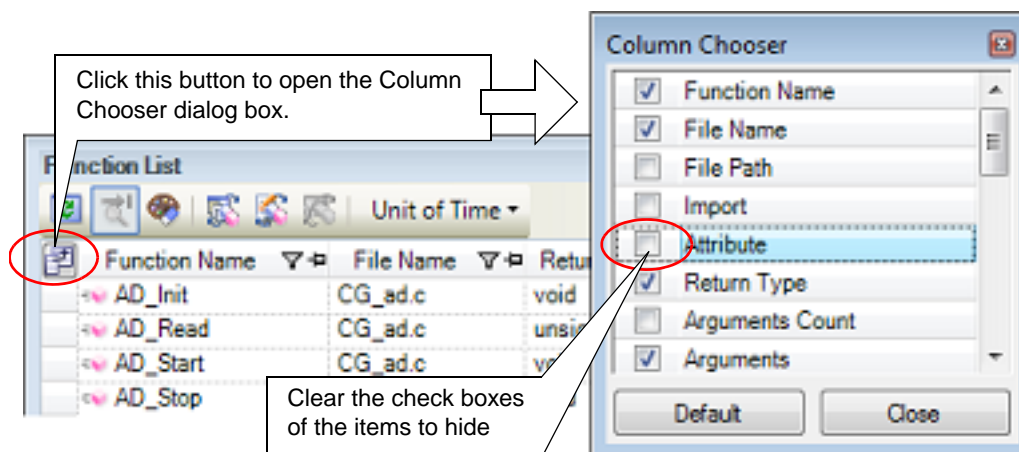 Click this button to open the Column
Chooser dialog box.
Column Chooser
Function Name
File Name
File Path
Import
Attribute
Return Type
Arguments Count
Arguments
Default Close
Function List
Unit of Time
Function Name File Name Retu
AD_Init CG_ad.c void
AD_Read CG_ad.c unsig
AD_Start CG_ad.c
AD_Stop
Clear the check boxes
of the items to hide